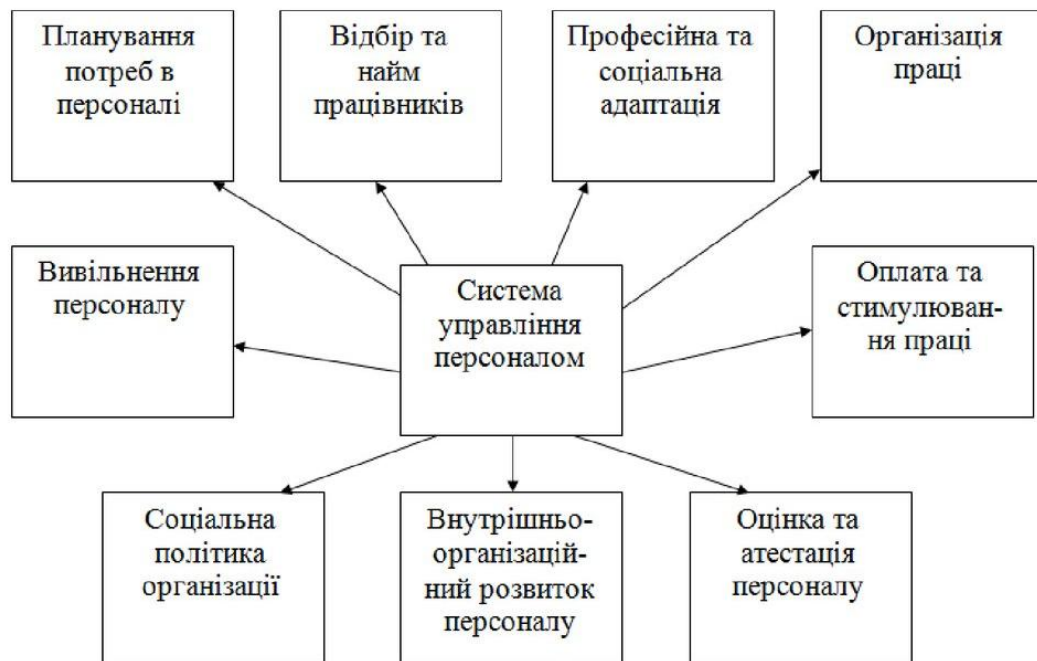 Планування
потреб в
персоналі
Відбір та
найм
працівників
Професійна та
соціальна
адаптація
Організація
праці
Вивільнення
персоналу
Система
управління
персоналом
Оплата та
стимулюван-
ня праці
Соціальна
політика
організації
Внутрішньо-
організацій-
ний розвиток
персоналу
Оцінка та
атестація
персоналу